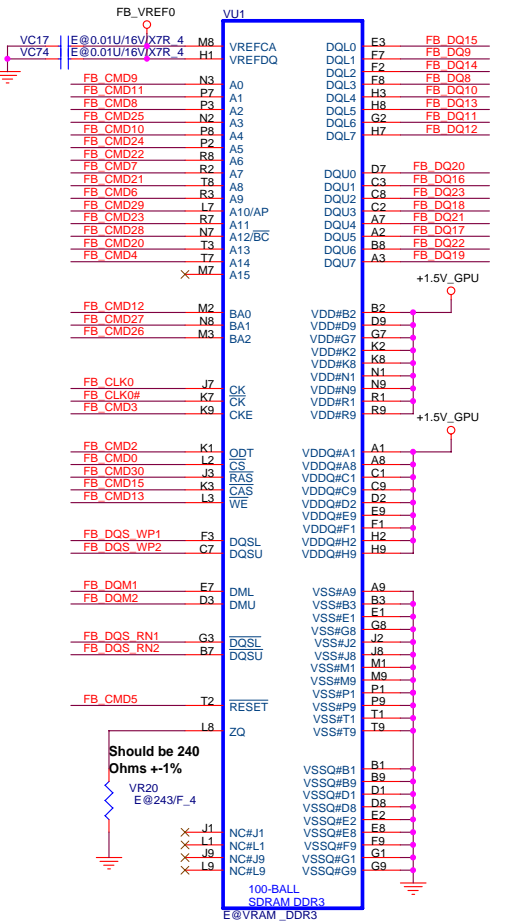 FB_VREF0
VU1
VC17 E@0.01U/16V/X7R_4 M8 VREFCA DQL0 E3 FB_DQ15
VC74 E@0.01U/16V/X7R_4 H1 VREFDQ DQL1 F7 FB_DQ9
DQL2 F2 FB_DQ14
FB_CMD9 N3 A0 DQL3 F8 FB_DQ8
FB_CMD11 P7 A1 DQL4 H3 FB_DQ10
FB_CMD8 P3 A2 DQL5 H8 FB_DQ13
FB_CMD25 N2 A3 DQL6 G2 FB_DQ11
FB_CMD10 P8 A4 DQL7 H7 FB_DQ12
FB_CMD24 P2 A5
FB_CMD22 R8 A6
FB_CMD7 R2 A7 DQU0 D7 FB_DQ20
FB_CMD21 T8 A8 DQU1 C3 FB_DQ16
FB_CMD6 R3 A9 DQU2 C8 FB_DQ23
FB_CMD29 L7 A10/AP DQU3 C2 FB_DQ18
FB_CMD23 R7 A11 DQU4 A7 FB_DQ21
FB_CMD28 N7 A12/BC DQU5 A2 FB_DQ17
FB_CMD20 T3 A13 DQU6 B8 FB_DQ22
FB_CMD4 T7 A14 DQU7 A3 FB_DQ19
M7 A15
+1.5V_GPU
FB_CMD12 M2 BA0 VDD#B2 B2
FB_CMD27 N8 BA1 VDD#D9 D9
FB_CMD26 M3 BA2 VDD#G7 G7
VDD#K2 K2
VDD#K8 K8
VDD#N1 N1
FB_CLK0 J7 CK VDD#N9 N9
FB_CLK0# K7 CK VDD#R1 R1
FB_CMD3 K9 CKE VDD#R9 R9
+1.5V_GPU
FB_CMD2 K1 ODT VDDQ#A1 A1
FB_CMD0 L2 CS VDDQ#A8 A8
FB_CMD30 J3 RAS VDDQ#C1 C1
FB_CMD15 K3 CAS VDDQ#C9 C9
FB_CMD13 L3 WE VDDQ#D2 D2
VDDQ#E9 E9
VDDQ#F1 F1
FB_DQS_WP1 F3 DQSL VDDQ#H2 H2
FB_DQS_WP2 C7 DQSU VDDQ#H9 H9
FB_DQM1 E7 DML VSS#A9 A9
FB_DQM2 D3 DMU VSS#B3 B3
VSS#E1 E1
VSS#G8 G8
FB_DQS_RN1 G3 DQSL VSS#J2 J2
FB_DQS_RN2 B7 DQSU VSS#J8 J8
VSS#M1 M1
VSS#M9 M9
VSS#P1 P1
FB_CMD5 T2 RESET VSS#P9 P9
VSS#T1 T1
L8 ZQ VSS#T9 T9
Should be 240
Ohms +-1%
VR20
E@243/F_4
VSSQ#B1 B1
VSSQ#B9 B9
VSSQ#D1 D1
VSSQ#D8 D8
VSSQ#E2 E2
J1 NC#J1 VSSQ#E8 E8
L1 NC#L1 VSSQ#F9 F9
J9 NC#J9 VSSQ#G1 G1
L9 NC#L9 VSSQ#G9 G9
100-BALL
SDRAM DDR3
E@VRAM _DDR3